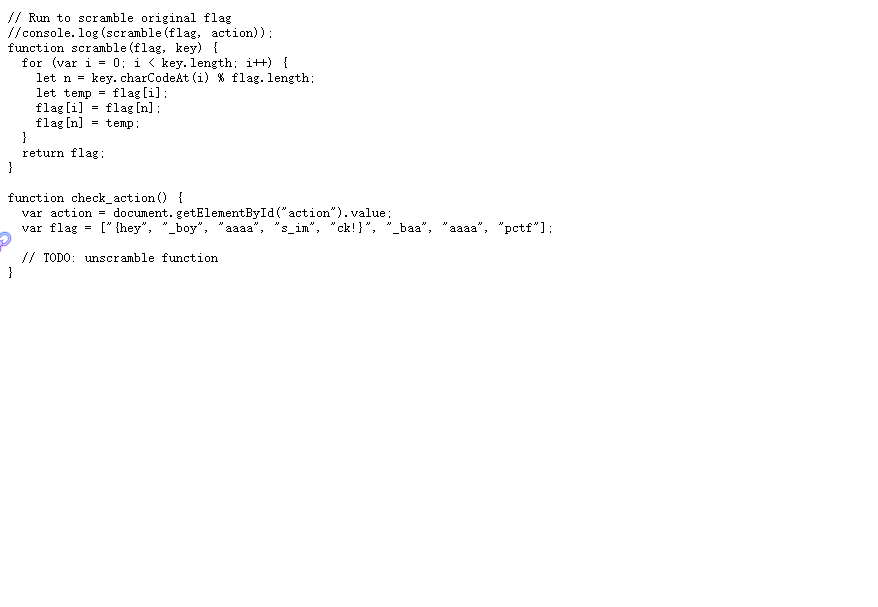 // Run to scramble original flag
//console.log(scramble(flag, action));
function scramble(flag, key) {
  for (var i = 0; i < key.length; i++) {
    let n = key.charCodeAt(i) % flag.length;
    let temp = flag[i];
    flag[i] = flag[n];
    flag[n] = temp;
  }
  return flag;
}

function check_action() {
  var action = document.getElementById("action").value;
  var flag = ["{hey", "_boy", "aaaa", "s_im", "ck!}", "_baa", "aaaa", "pctf"];

  // TODO: unscramble function
}